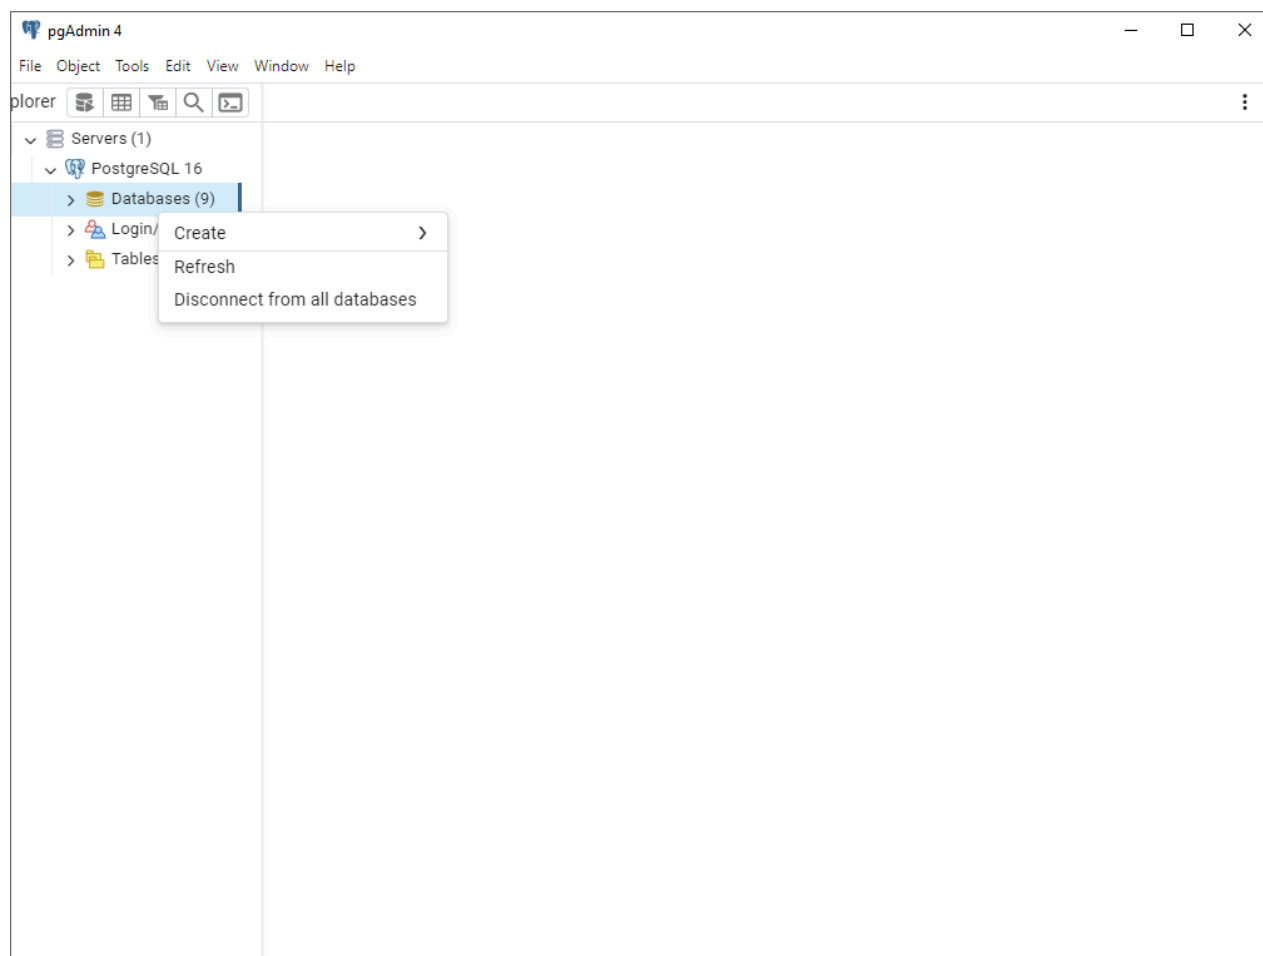 pgAdmin 4
File Object Tools Edit View Window Help
plorer
Servers (1)
PostgreSQL 16
Databases (9)
Login/
Tables
Create
Refresh
Disconnect from all databases